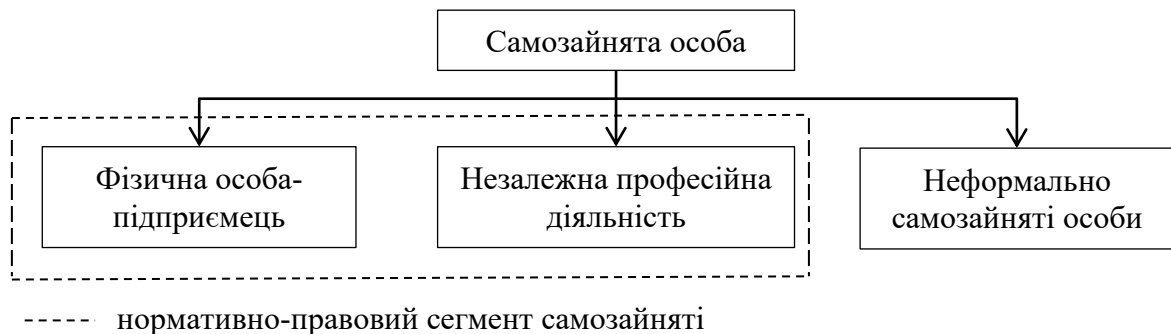 Самозайнята особа
Фізична особа-
підприємець
Незалежна професійна
діяльність
Неформально
самозайняті особи
нормативно-правовий сегмент самозайняті